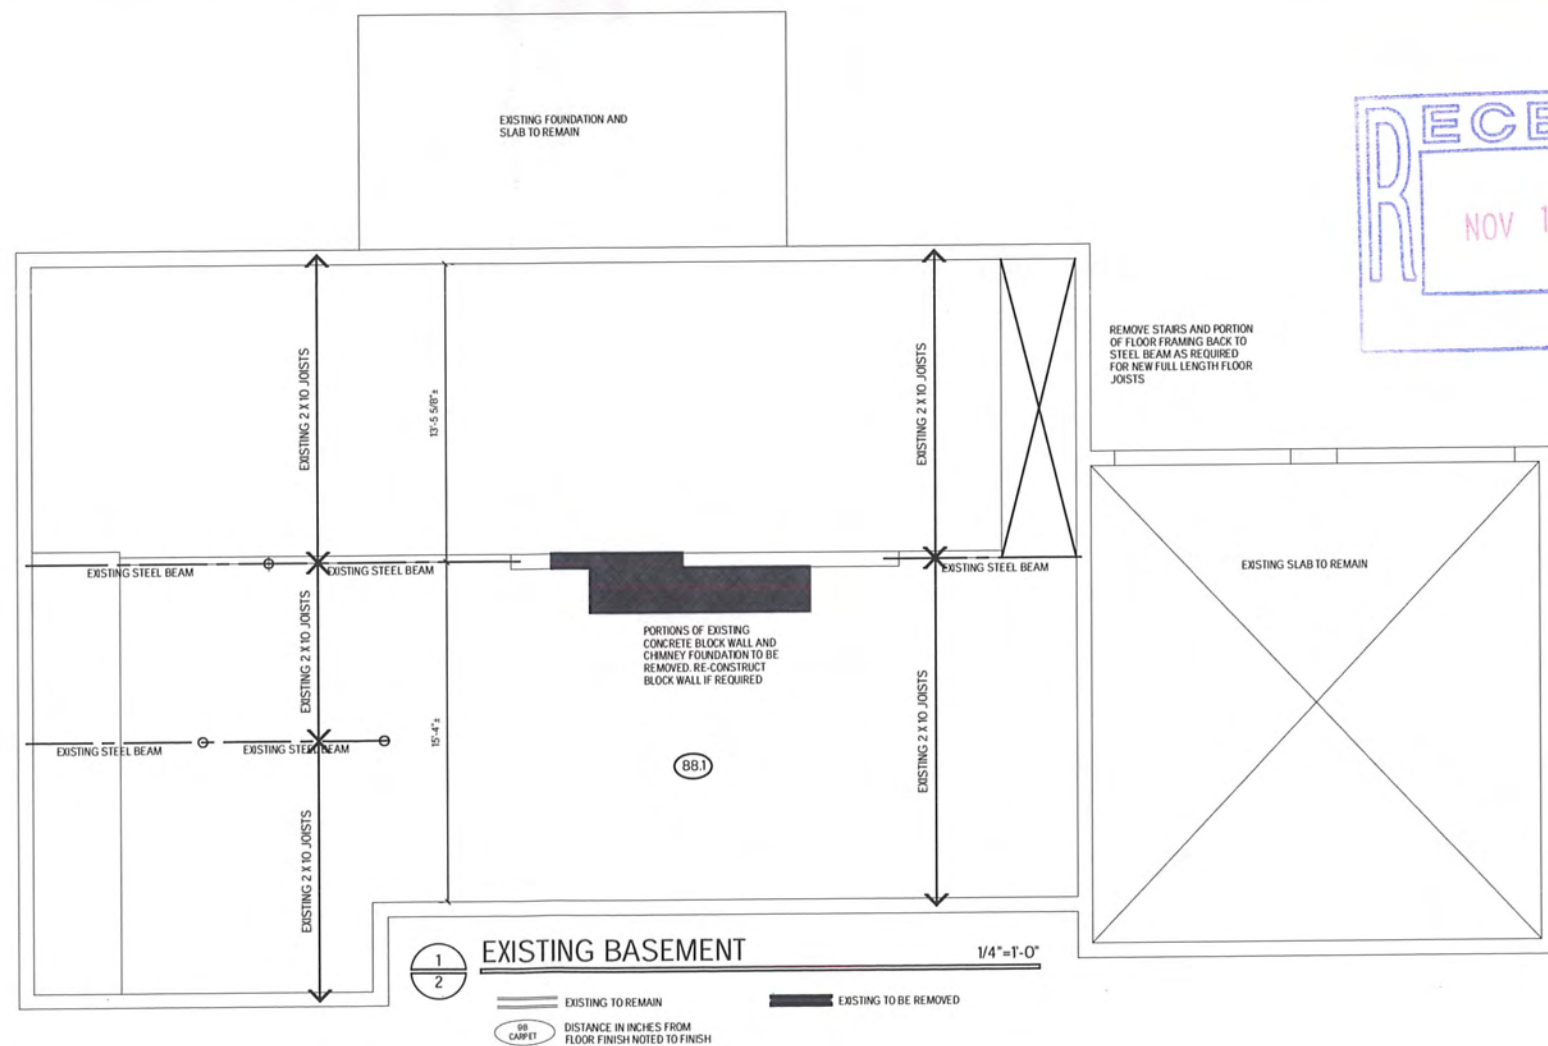 EXISTING FOUNDATION AND
SLAB TO REMAIN
RECE
NOV 1
REMOVE STAIRS AND PORTION
OF FLOOR FRAMING BACK TO
STEEL BEAM AS REQUIRED
FOR NEW FULL LENGTH FLOOR
JOISTS
EXISTING 2 X 10 JOISTS
13'-5 5/8"±
EXISTING 2 X 10 JOISTS
EXISTING STEEL BEAM
EXISTING STEEL BEAM
EXISTING STEEL BEAM
EXISTING SLAB TO REMAIN
EXISTING 2 X 10 JOISTS
PORTIONS OF EXISTING
CONCRETE BLOCK WALL AND
CHIMNEY FOUNDATION TO BE
REMOVED. RE-CONSTRUCT
BLOCK WALL IF REQUIRED
15'-4"±
EXISTING 2 X 10 JOISTS
EXISTING STEEL BEAM
EXISTING STEEL BEAM
88.1
EXISTING 2 X 10 JOISTS
1
2
EXISTING BASEMENT
1/4"=1'-0"
EXISTING TO REMAIN
EXISTING TO BE REMOVED
98
CARPET
DISTANCE IN INCHES FROM
FLOOR FINISH NOTED TO FINISH